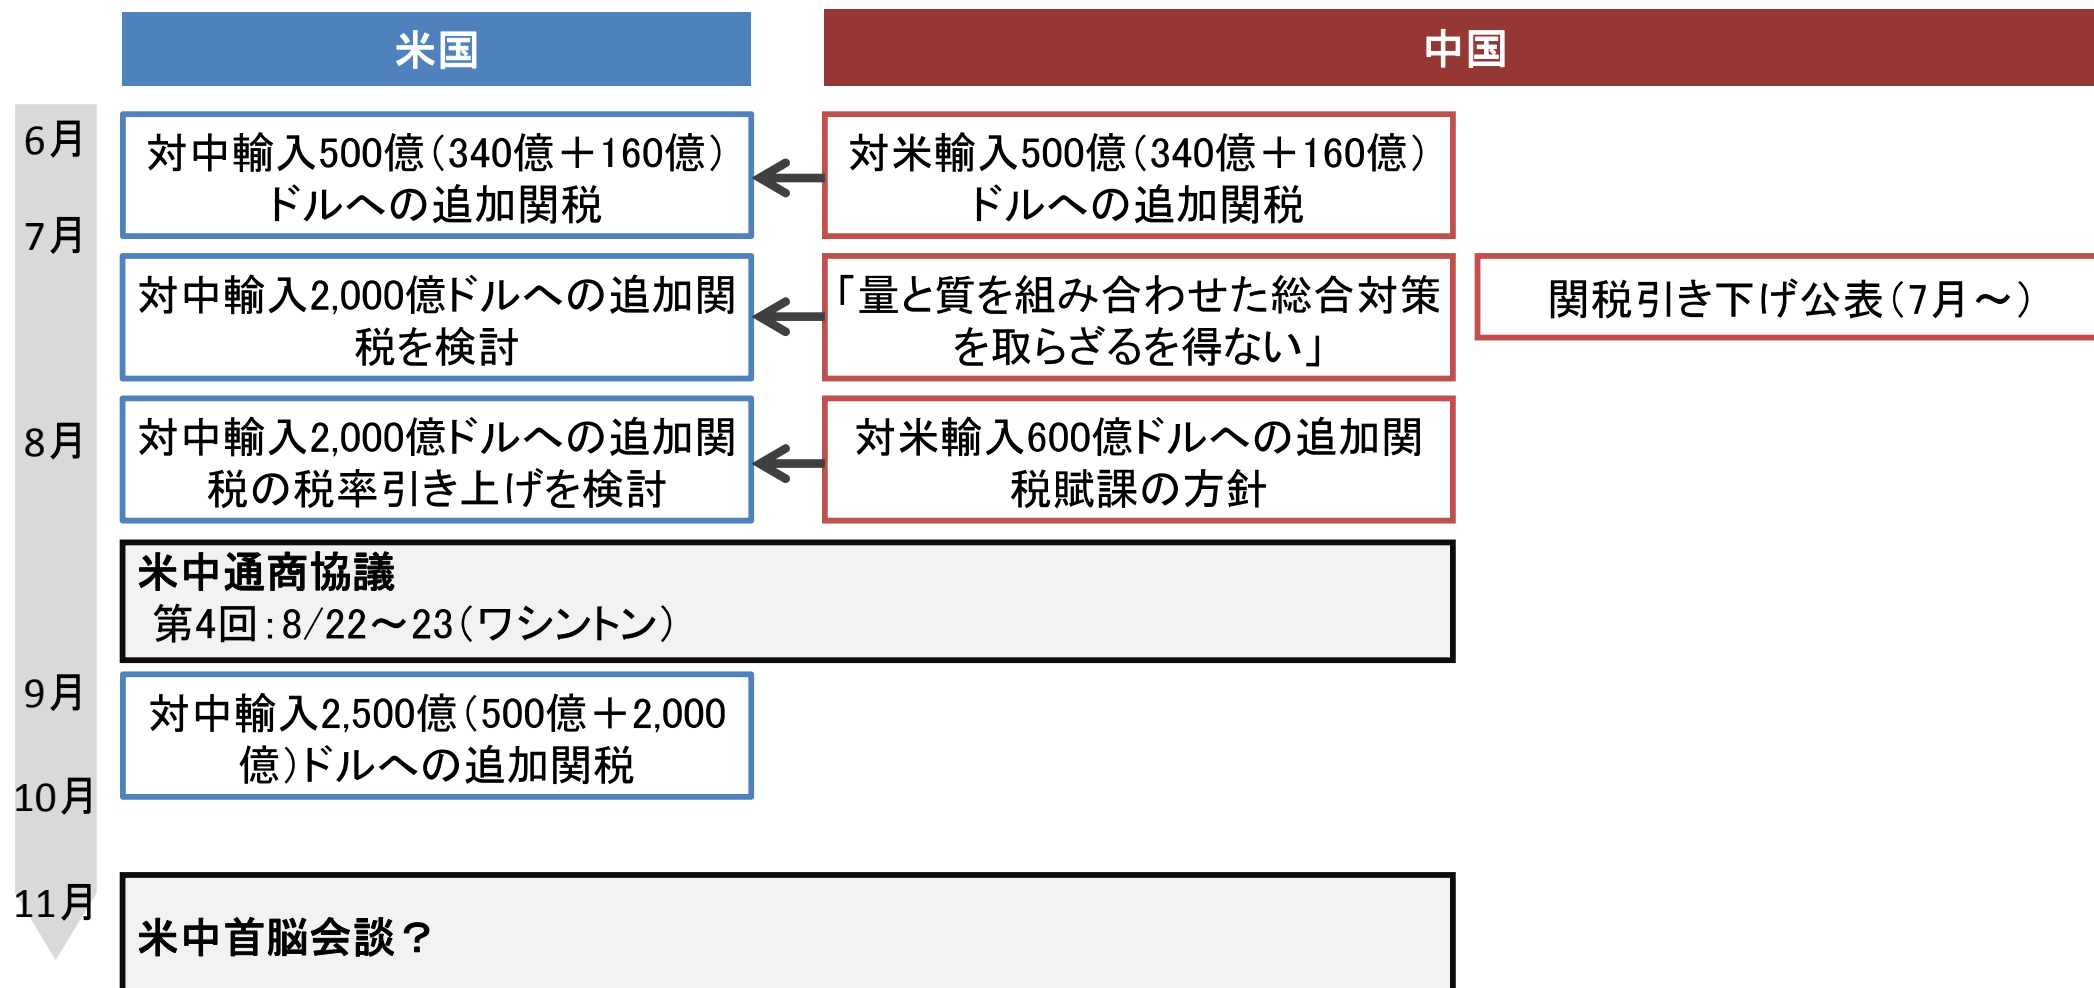 米国
中国
6月
対中輸入500億（340億＋160億）
ドルへの追加関税
対米輸入500億（340億＋160億）
ドルへの追加関税
7月
対中輸入2,000億ドルへの追加関
税を検討
「量と質を組み合わせた総合対策
を取らざるを得ない」
関税引き下げ公表（7月～）
8月
対中輸入2,000億ドルへの追加関
税の税率引き上げを検討
対米輸入600億ドルへの追加関
税賦課の方針
米中通商協議
第4回：8/22～23（ワシントン）
9月
対中輸入2,500億（500億＋2,000
億）ドルへの追加関税
10月
11月
米中首脳会談？